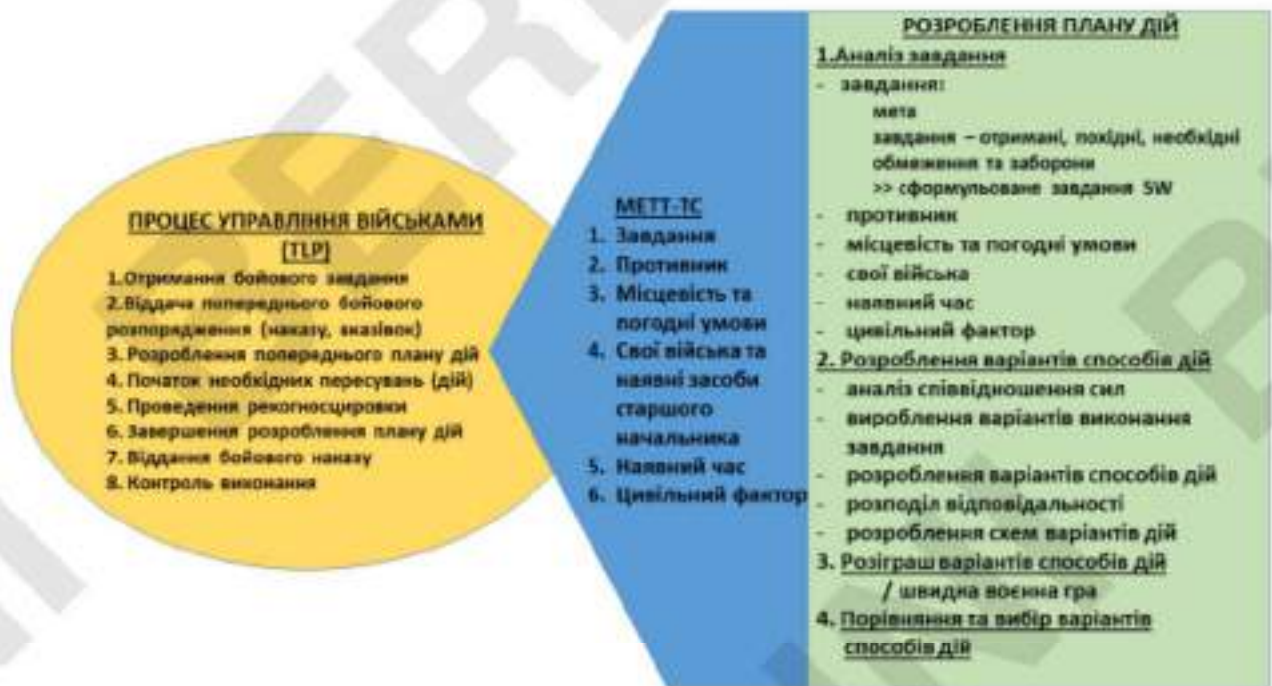 ПРОЦЕС УПРАВЛІННЯ ВІЙСЬКАМИ
(TLP)
1.Отримання бойового завдання
2.Віддача попереднього бойового
розпорядження (наказу, вказівок)
3. Розроблення попереднього плану дій
4. Початок необхідних пересувань (дій)
5. Проведення рекогносцировки
6. Завершення розроблення плану дій
7. Віддання бойового наказу
8. Контроль виконання
METT-TC
1. Завдання
2. Противник
3. Місцевість та
погодні умови
4. Свої війська та
наявні засоби
старшого
начальника
5. Наявний час
6. Цивільний фактор
РОЗРОБЛЕННЯ ПЛАНУ ДІЙ
1.Аналіз завдання
- завдання:
мета
завдання – отримані, похідні, необхідні
обмеження та заборони
>> сформульоване завдання 5W
- противник
- місцевість та погодні умови
- свої війська
- наявний час
- цивільний фактор
2. Розроблення варіантів способів дій
- аналіз співвідношення сил
- вироблення варіантів виконання
завдання
- розроблення варіантів способів дій
- розподіл відповідальності
- розроблення схем варіантів дій
3. Розіграш варіантів способів дій
/ швидка воєнна гра
4. Порівняння та вибір варіантів
способів дій